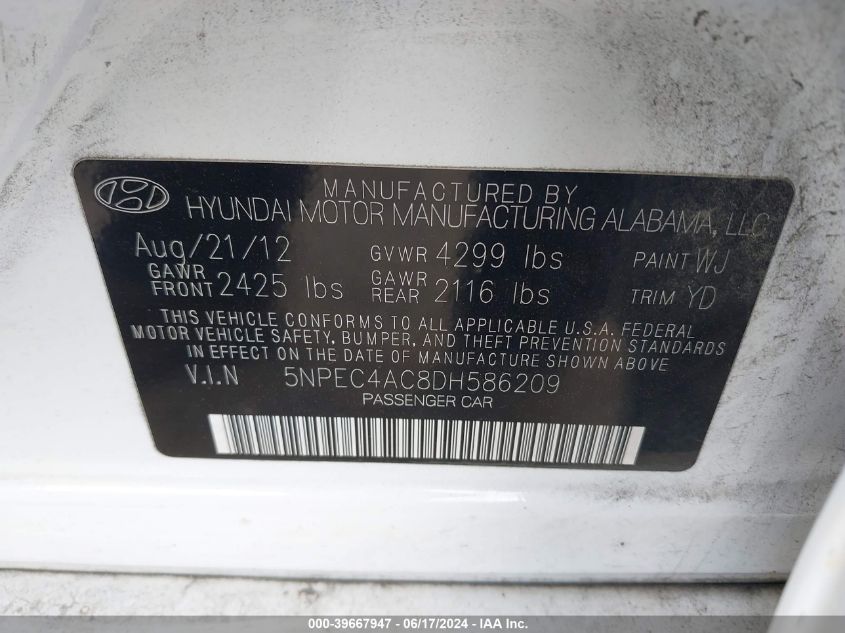 MANUFACTURED BY
HYUNDAI MOTOR MANUFACTURING ALABAMA, LLC
Aug/21/12 GVWR 4299 lbs PAINT WJ
GAWR FRONT 2425 lbs GAWR REAR 2116 lbs TRIM YD
THIS VEHICLE CONFORMS TO ALL APPLICABLE U.S.A. FEDERAL
MOTOR VEHICLE SAFETY, BUMPER, AND THEFT PREVENTION STANDARDS
IN EFFECT ON THE DATE OF MANUFACTURE SHOWN ABOVE
V.I.N 5NPEC4AC8DH586209
PASSENGER CAR
000-39667947 - 06/17/2024 - IAA Inc.